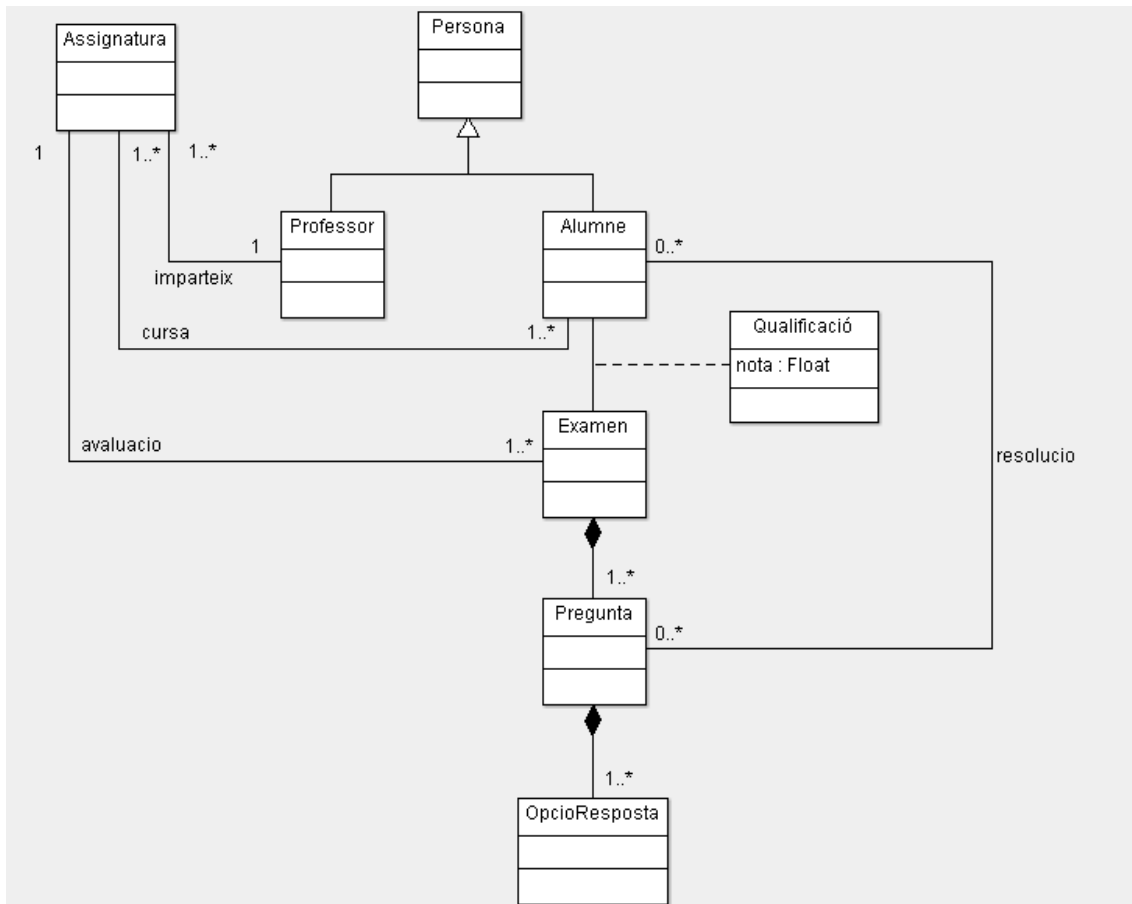 Persona
Assignatura
1
1..*
1..*
Professor
Alumne
1
0..*
imparteix
cursa
1..*
Qualificació
nota : Float
Examen
avaluacio
1..*
resolucio
1..*
Pregunta
0..*
1..*
OpcioResposta